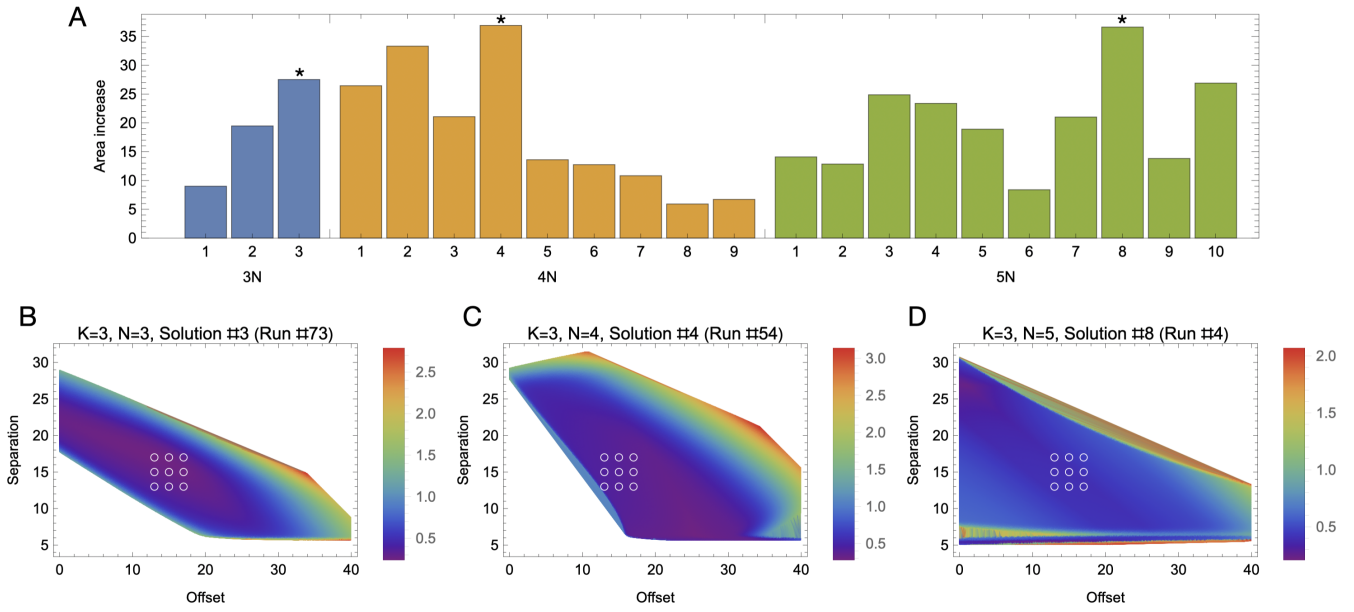 A
Area increase
35
30
25
20
15
10
5
0
* * *
1 2 3 1 2 3 4 5 6 7 8 9 1 2 3 4 5 6 7 8 9 10
3N 4N 5N
B
K=3, N=3, Solution #3 (Run #73)
Separation
30
25
20
15
10
5
0 10 20 30 40
Offset
2.5
2.0
1.5
1.0
0.5
C
K=3, N=4, Solution #4 (Run #54)
Separation
30
25
20
15
10
5
0 10 20 30 40
Offset
3.0
2.5
2.0
1.5
1.0
0.5
D
K=3, N=5, Solution #8 (Run #4)
Separation
30
25
20
15
10
5
0 10 20 30 40
Offset
2.0
1.5
1.0
0.5